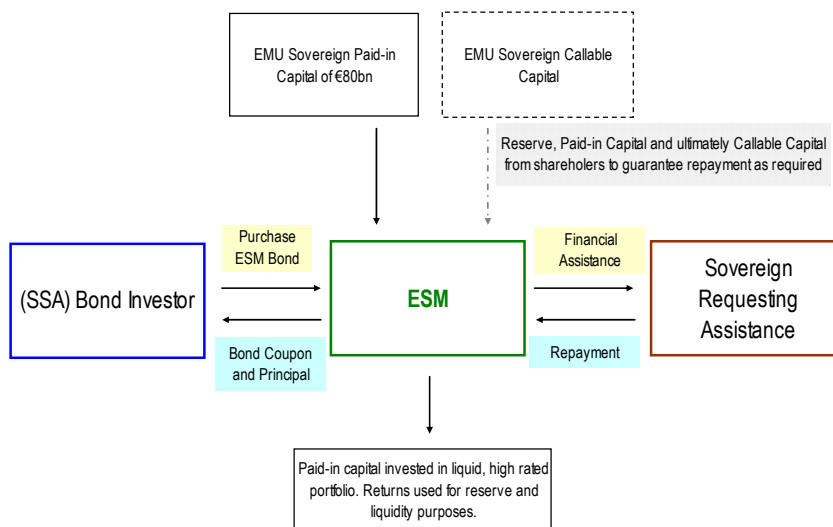 EMU Sovereign Paid-in
Capital of €80bn
EMU Sovereign Callable
Capital
Reserve, Paid-in Capital and ultimately Callable Capital
from shareholers to guarantee repayment as required
Purchase
ESM Bond
Financial
Assistance
(SSA) Bond Investor
ESM
Sovereign
Requesting
Assistance
Bond Coupon
and Principal
Repayment
Paid-in capital invested in liquid, high rated
portfolio. Returns used for reserve and
liquidity purposes.